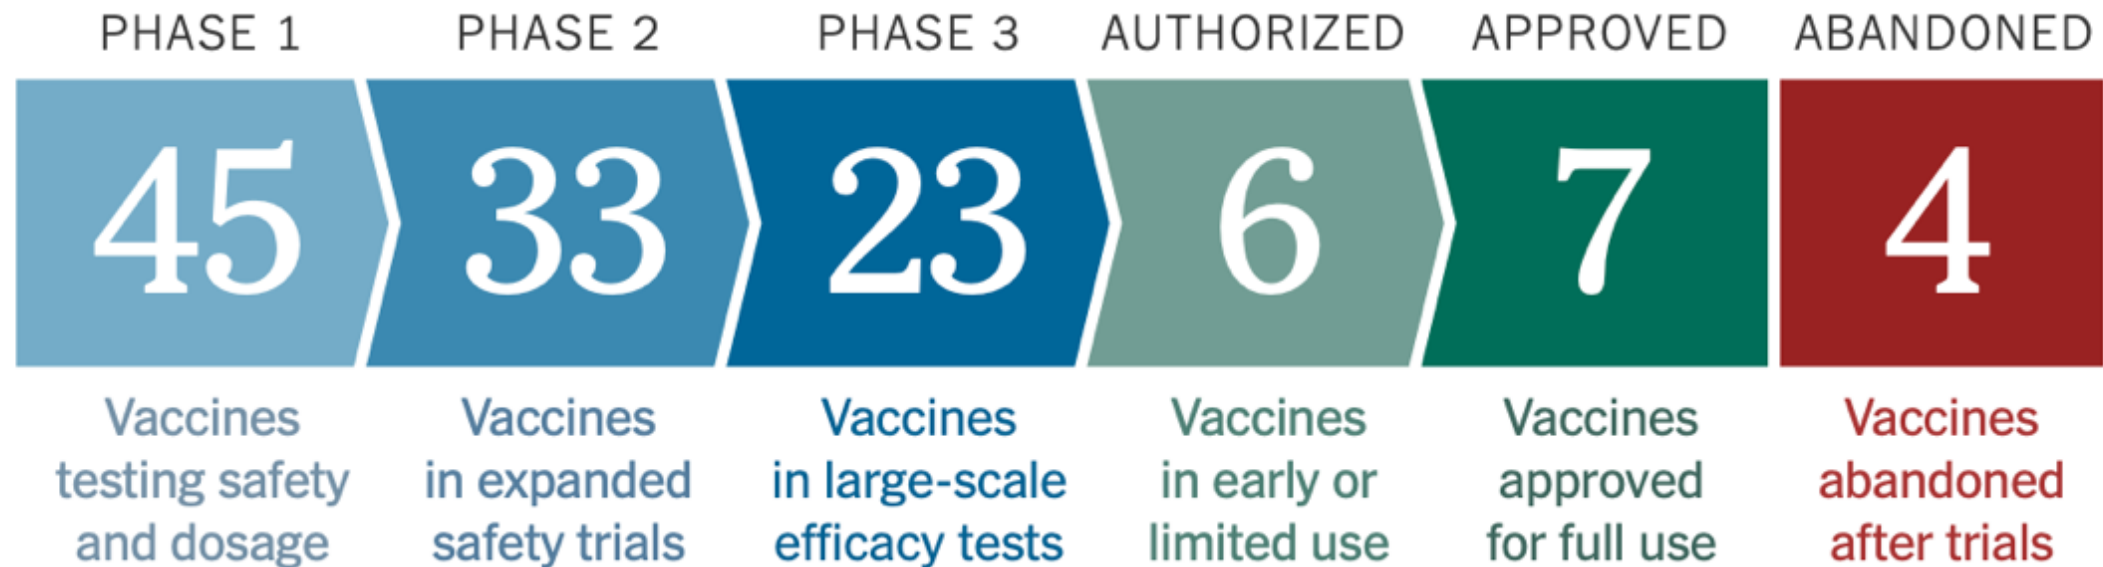 PHASE 1 PHASE 2 PHASE 3 AUTHORIZED APPROVED ABANDONED
45 33 23 6 7 4
Vaccines
testing safety
and dosage
Vaccines
in expanded
safety trials
Vaccines
in large-scale
efficacy tests
Vaccines
in early or
limited use
Vaccines
approved
for full use
Vaccines
abandoned
after trials